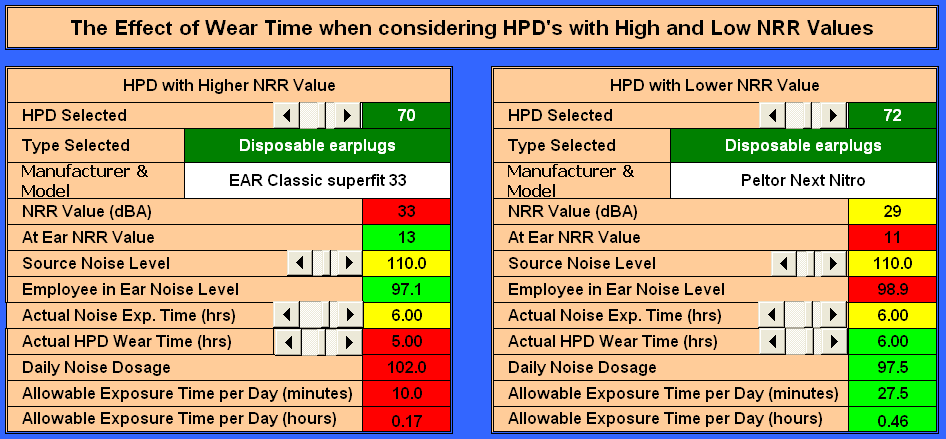 The Effect of Wear Time when considering HPD's with High and Low NRR Values
HPD with Higher NRR Value
HPD Selected 70
Type Selected Disposable earplugs
Manufacturer &
Model EAR Classic superfit 33
NRR Value (dBA) 33
At Ear NRR Value 13
Source Noise Level 110.0
Employee in Ear Noise Level 97.1
Actual Noise Exp. Time (hrs) 6.00
Actual HPD Wear Time (hrs) 5.00
Daily Noise Dosage 102.0
Allowable Exposure Time per Day (minutes) 10.0
Allowable Exposure Time per Day (hours) 0.17
HPD with Lower NRR Value
HPD Selected 72
Type Selected Disposable earplugs
Manufacturer &
Model Peltor Next Nitro
NRR Value (dBA) 29
At Ear NRR Value 11
Source Noise Level 110.0
Employee in Ear Noise Level 98.9
Actual Noise Exp. Time (hrs) 6.00
Actual HPD Wear Time (hrs) 6.00
Daily Noise Dosage 97.5
Allowable Exposure Time per Day (minutes) 27.5
Allowable Exposure Time per Day (hours) 0.46